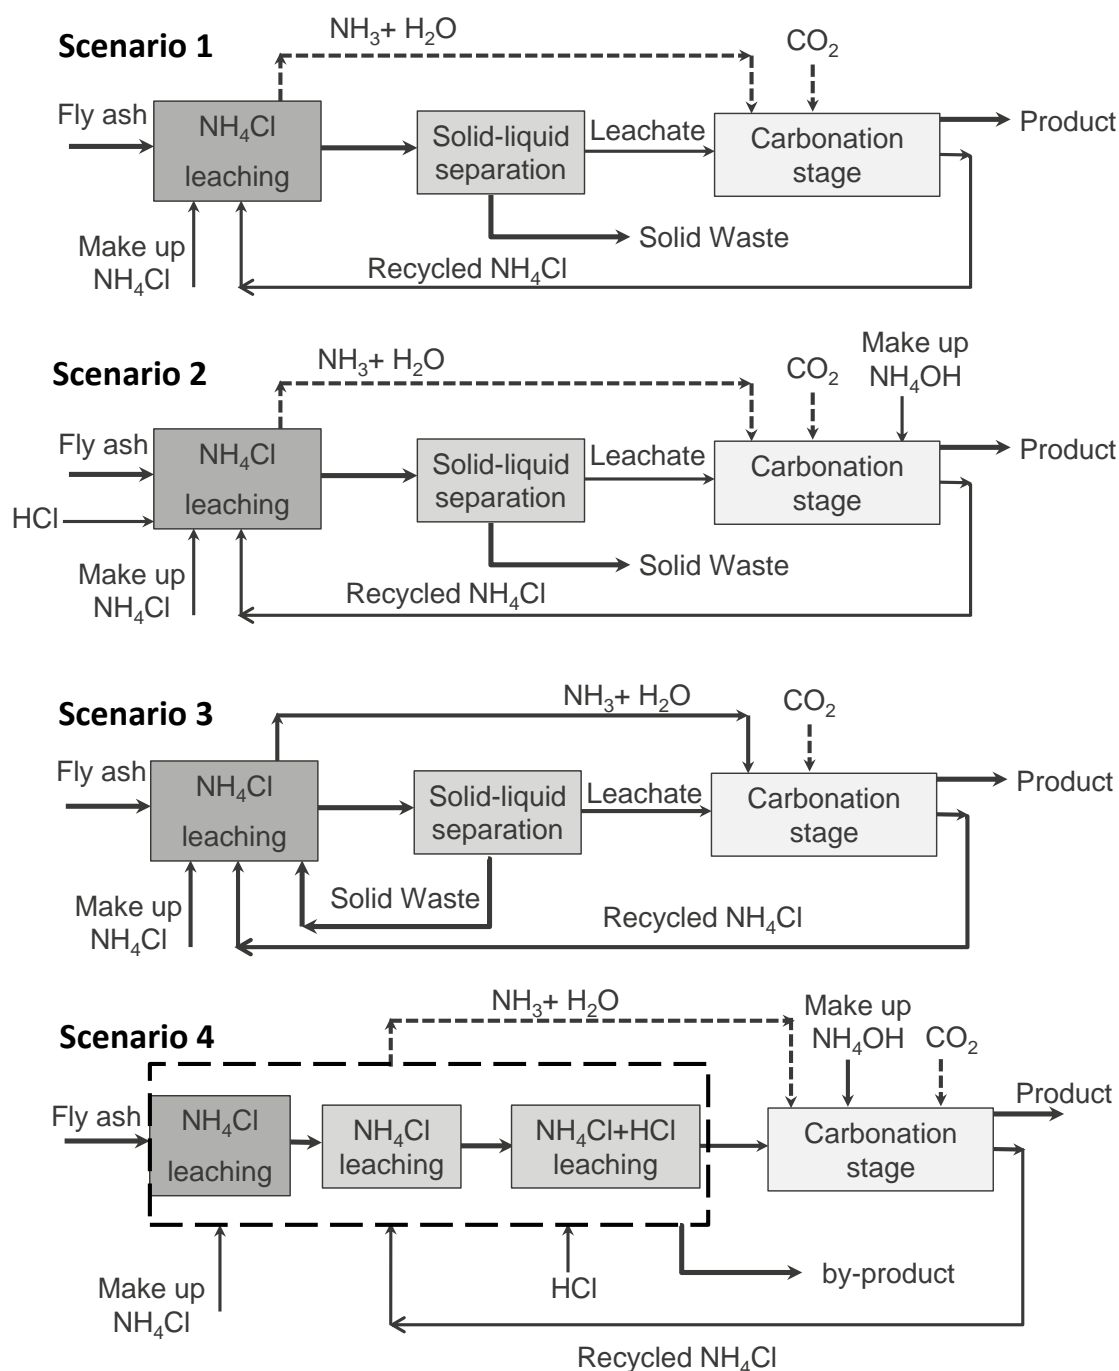 Scenario 1
NH₃+ H₂O
CO₂
Fly ash
NH₄Cl
leaching
Solid-liquid
separation
Leachate
Carbonation
stage
Product
Make up
NH₄Cl
Solid Waste
Recycled NH₄Cl
Scenario 2
NH₃+ H₂O
CO₂
Make up
NH₄OH
Fly ash
NH₄Cl
leaching
HCl
Solid-liquid
separation
Leachate
Carbonation
stage
Product
Make up
NH₄Cl
Solid Waste
Recycled NH₄Cl
Scenario 3
NH₃+ H₂O
CO₂
Fly ash
NH₄Cl
leaching
Solid-liquid
separation
Leachate
Carbonation
stage
Product
Make up
NH₄Cl
Solid Waste
Recycled NH₄Cl
Scenario 4
NH₃+ H₂O
Make up
NH₄OH
CO₂
Fly ash
NH₄Cl
leaching
NH₄Cl
leaching
NH₄Cl+HCl
leaching
Carbonation
stage
Product
Make up
NH₄Cl
HCl
by-product
Recycled NH₄Cl